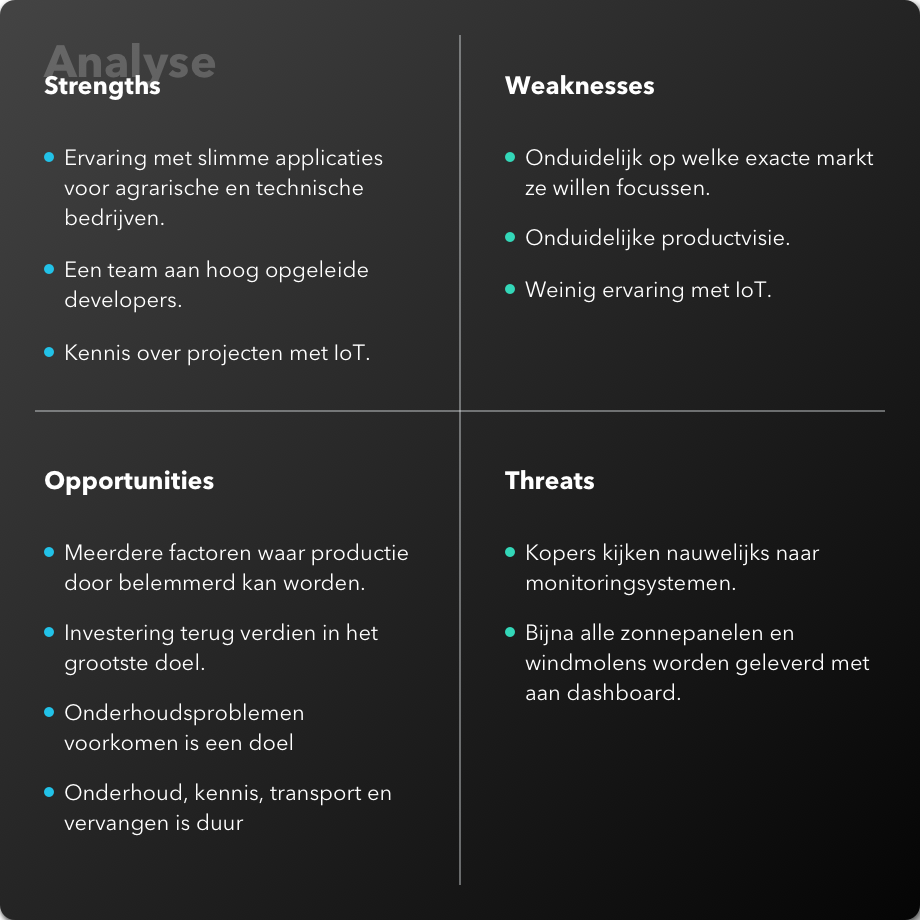 Analyse
Strengths
Ervaring met slimme applicaties
voor agrarische en technische
bedrijven.
Een team aan hoog opgeleide
developers.
Kennis over projecten met IoT.
Weaknesses
Onduidelijk op welke exacte markt
ze willen focussen.
Onduidelijke productvisie.
Weinig ervaring met IoT.
Opportunities
Meerdere factoren waar productie
door belemmerd kan worden.
Investering terug verdien in het
grootste doel.
Onderhoudsproblemen
voorkomen is een doel
Onderhoud, kennis, transport en
vervangen is duur
Threats
Kopers kijken nauwelijks naar
monitoringsystemen.
Bijna alle zonnepanelen en
windmolens worden geleverd met
aan dashboard.